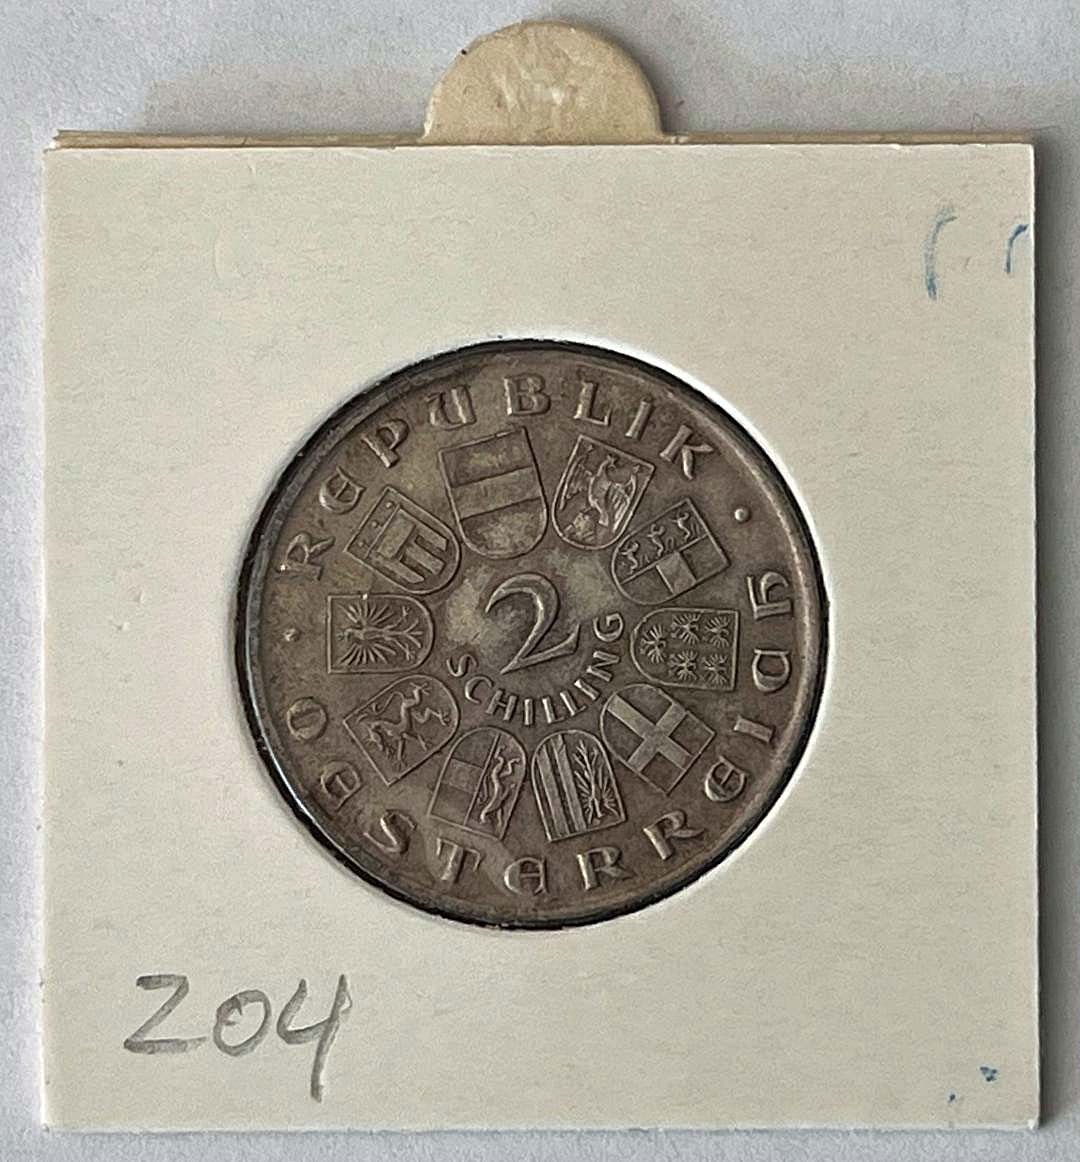 REPUBLIK · OESTERREICH ·
2
SCHILLING
204